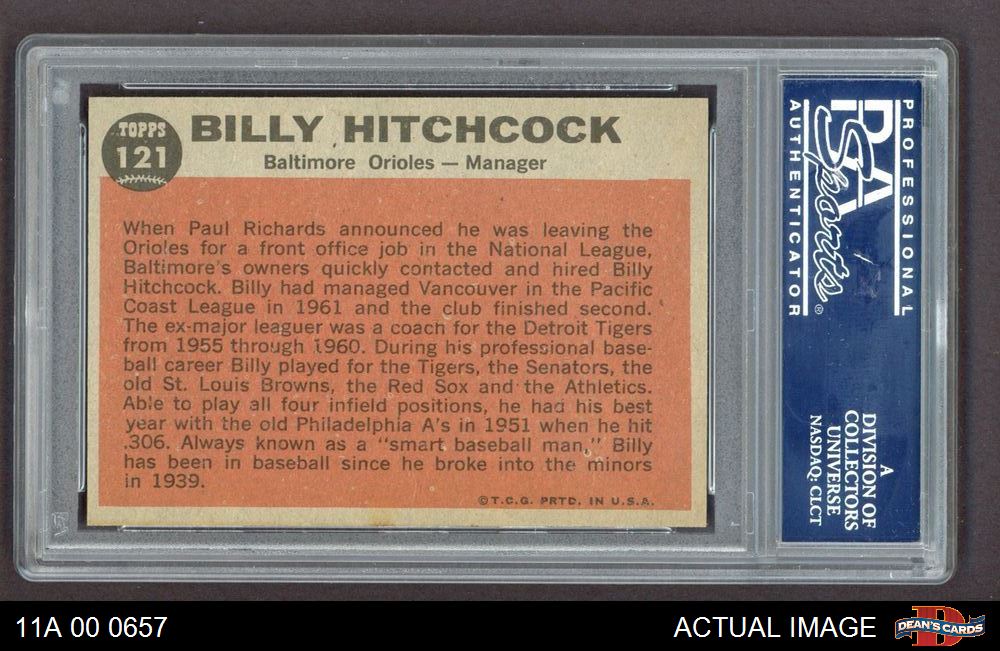 TOPPS
121
BILLY HITCHCOCK
Baltimore Orioles — Manager
When Paul Richards announced he was leaving the
Orioles for a front office job in the National League,
Baltimore's owners quickly contacted and hired Billy
Hitchcock. Billy had managed Vancouver in the Pacific
Coast League in 1961 and the club finished second.
The ex-major leaguer was a coach for the Detroit Tigers
from 1955 through 1960. During his professional base-
ball career Billy played for the Tigers, the Senators, the
old St. Louis Browns, the Red Sox and the Athletics.
Able to play all four infield positions, he had his best
year with the old Philadelphia A's in 1951 when he hit
.306. Always known as a "smart baseball man," Billy
has been in baseball since he broke into the minors
in 1939.
©T.C.G. PRTD. IN U.S.A.
PROFESSIONAL
PSA
Sports®
AUTHENTICATOR
A
DIVISION OF
COLLECTORS
UNIVERSE
NASDAQ: CLCT
11A 00 0657
ACTUAL IMAGE
D
DEAN'S CARDS